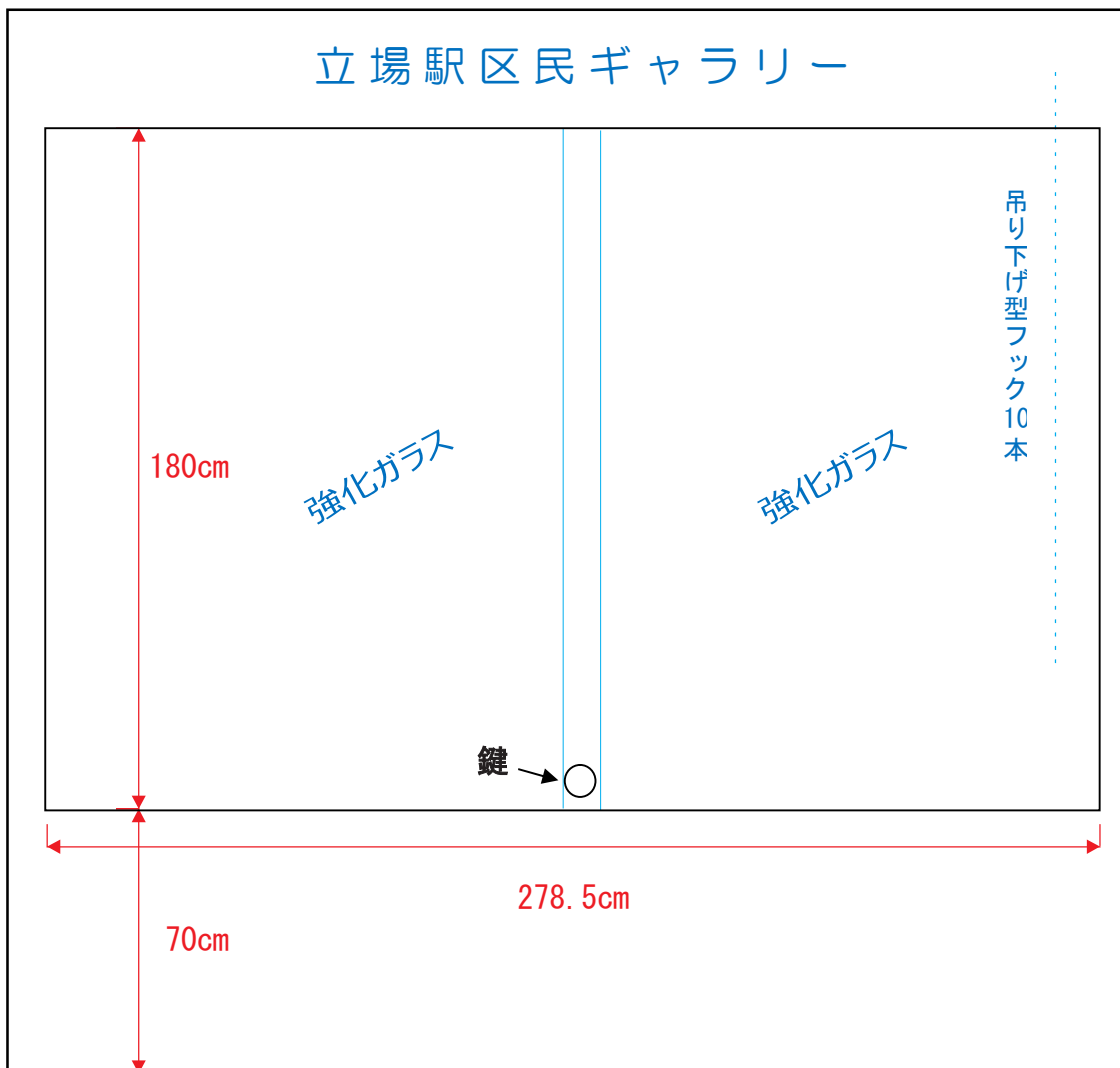 立場駅区民ギャラリー
吊り下げ型フック10本
180cm
強化ガラス
強化ガラス
鍵
278.5cm
70cm